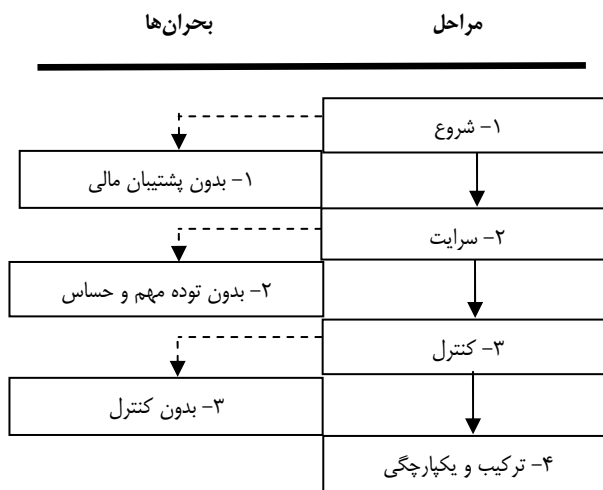 مراحل
بحران‌ها
۱- شروع
۱- بدون پشتیبان مالی
۲- سرایت
۲- بدون توده مهم و حساس
۳- کنترل
۳- بدون کنترل
۴- ترکیب و یکپارچگی